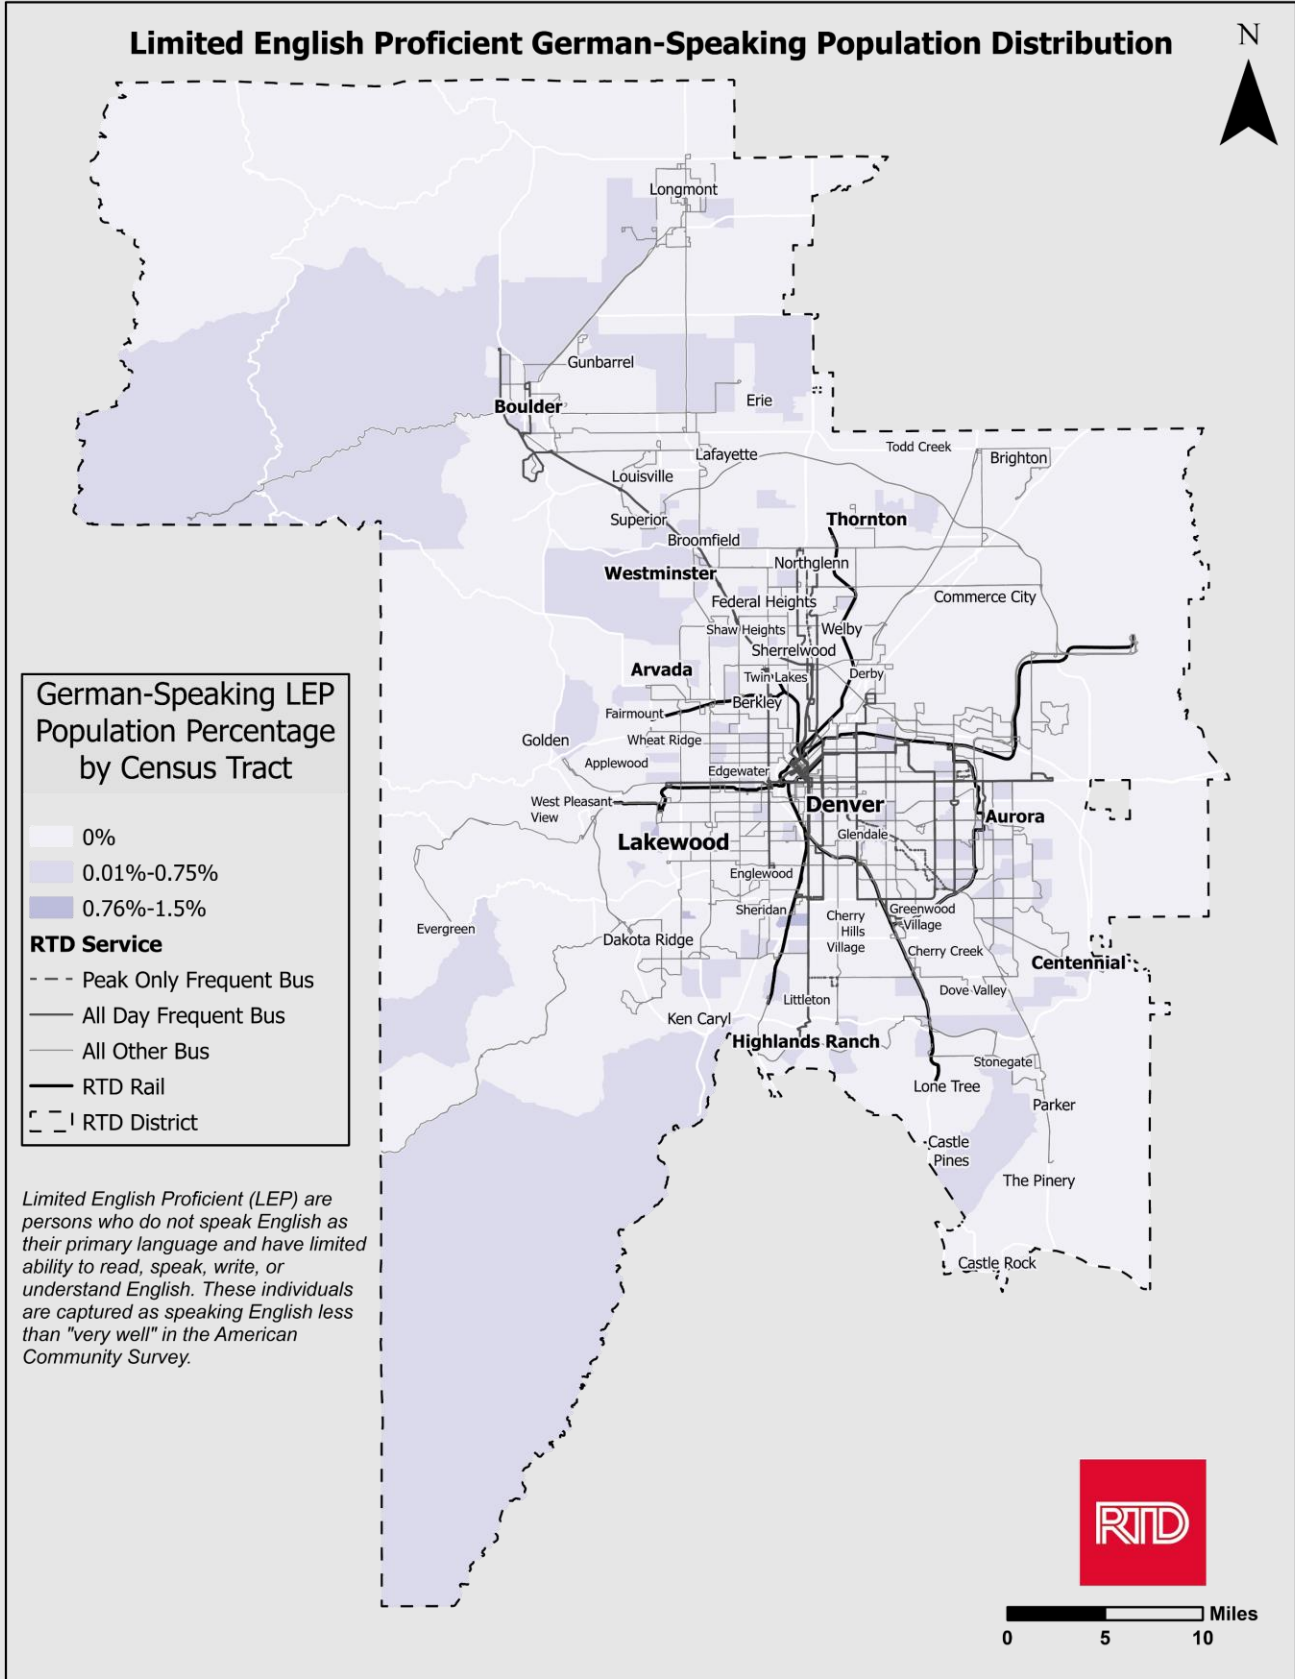 Limited English Proficient German-Speaking Population Distribution
N
Longmont
Gunbarrel
Boulder
Erie
Lafayette
Todd Creek
Brighton
Louisville
Superior
Thornton
Broomfield
Northglenn
Westminster
Federal Heights
Commerce City
Shaw Heights
Welby
Sherrelwood
Arvada
Twin Lakes
Derby
Berkley
Fairmount
Golden
Wheat Ridge
Applewood
Edgewater
West Pleasant
View
Denver
Aurora
Lakewood
Glendale
Englewood
Sheridan
Cherry
Hills
Village
Greenwood
Village
Evergreen
Dakota Ridge
Cherry Creek
Centennial
Dove Valley
Littleton
Ken Caryl
Highlands Ranch
Stonegate
Lone Tree
Parker
Castle
Pines
The Pinery
Castle Rock
German-Speaking LEP
Population Percentage
by Census Tract
0%
0.01%-0.75%
0.76%-1.5%
RTD Service
Peak Only Frequent Bus
All Day Frequent Bus
All Other Bus
RTD Rail
RTD District
Limited English Proficient (LEP) are
persons who do not speak English as
their primary language and have limited
ability to read, speak, write, or
understand English. These individuals
are captured as speaking English less
than "very well" in the American
Community Survey.
RTD
Miles
0 5 10